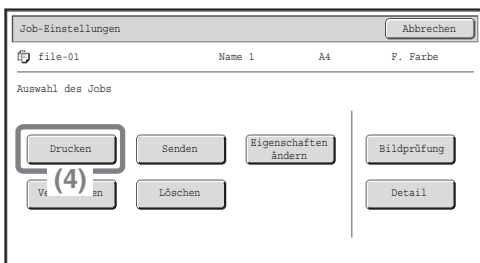 Job-Einstellungen Abbrechen
file-01 Name 1 A4 F. Farbe
Auswahl des Jobs
Drucken Senden Eigenschaften ändern Bildprüfung
(4) Löschen Detail